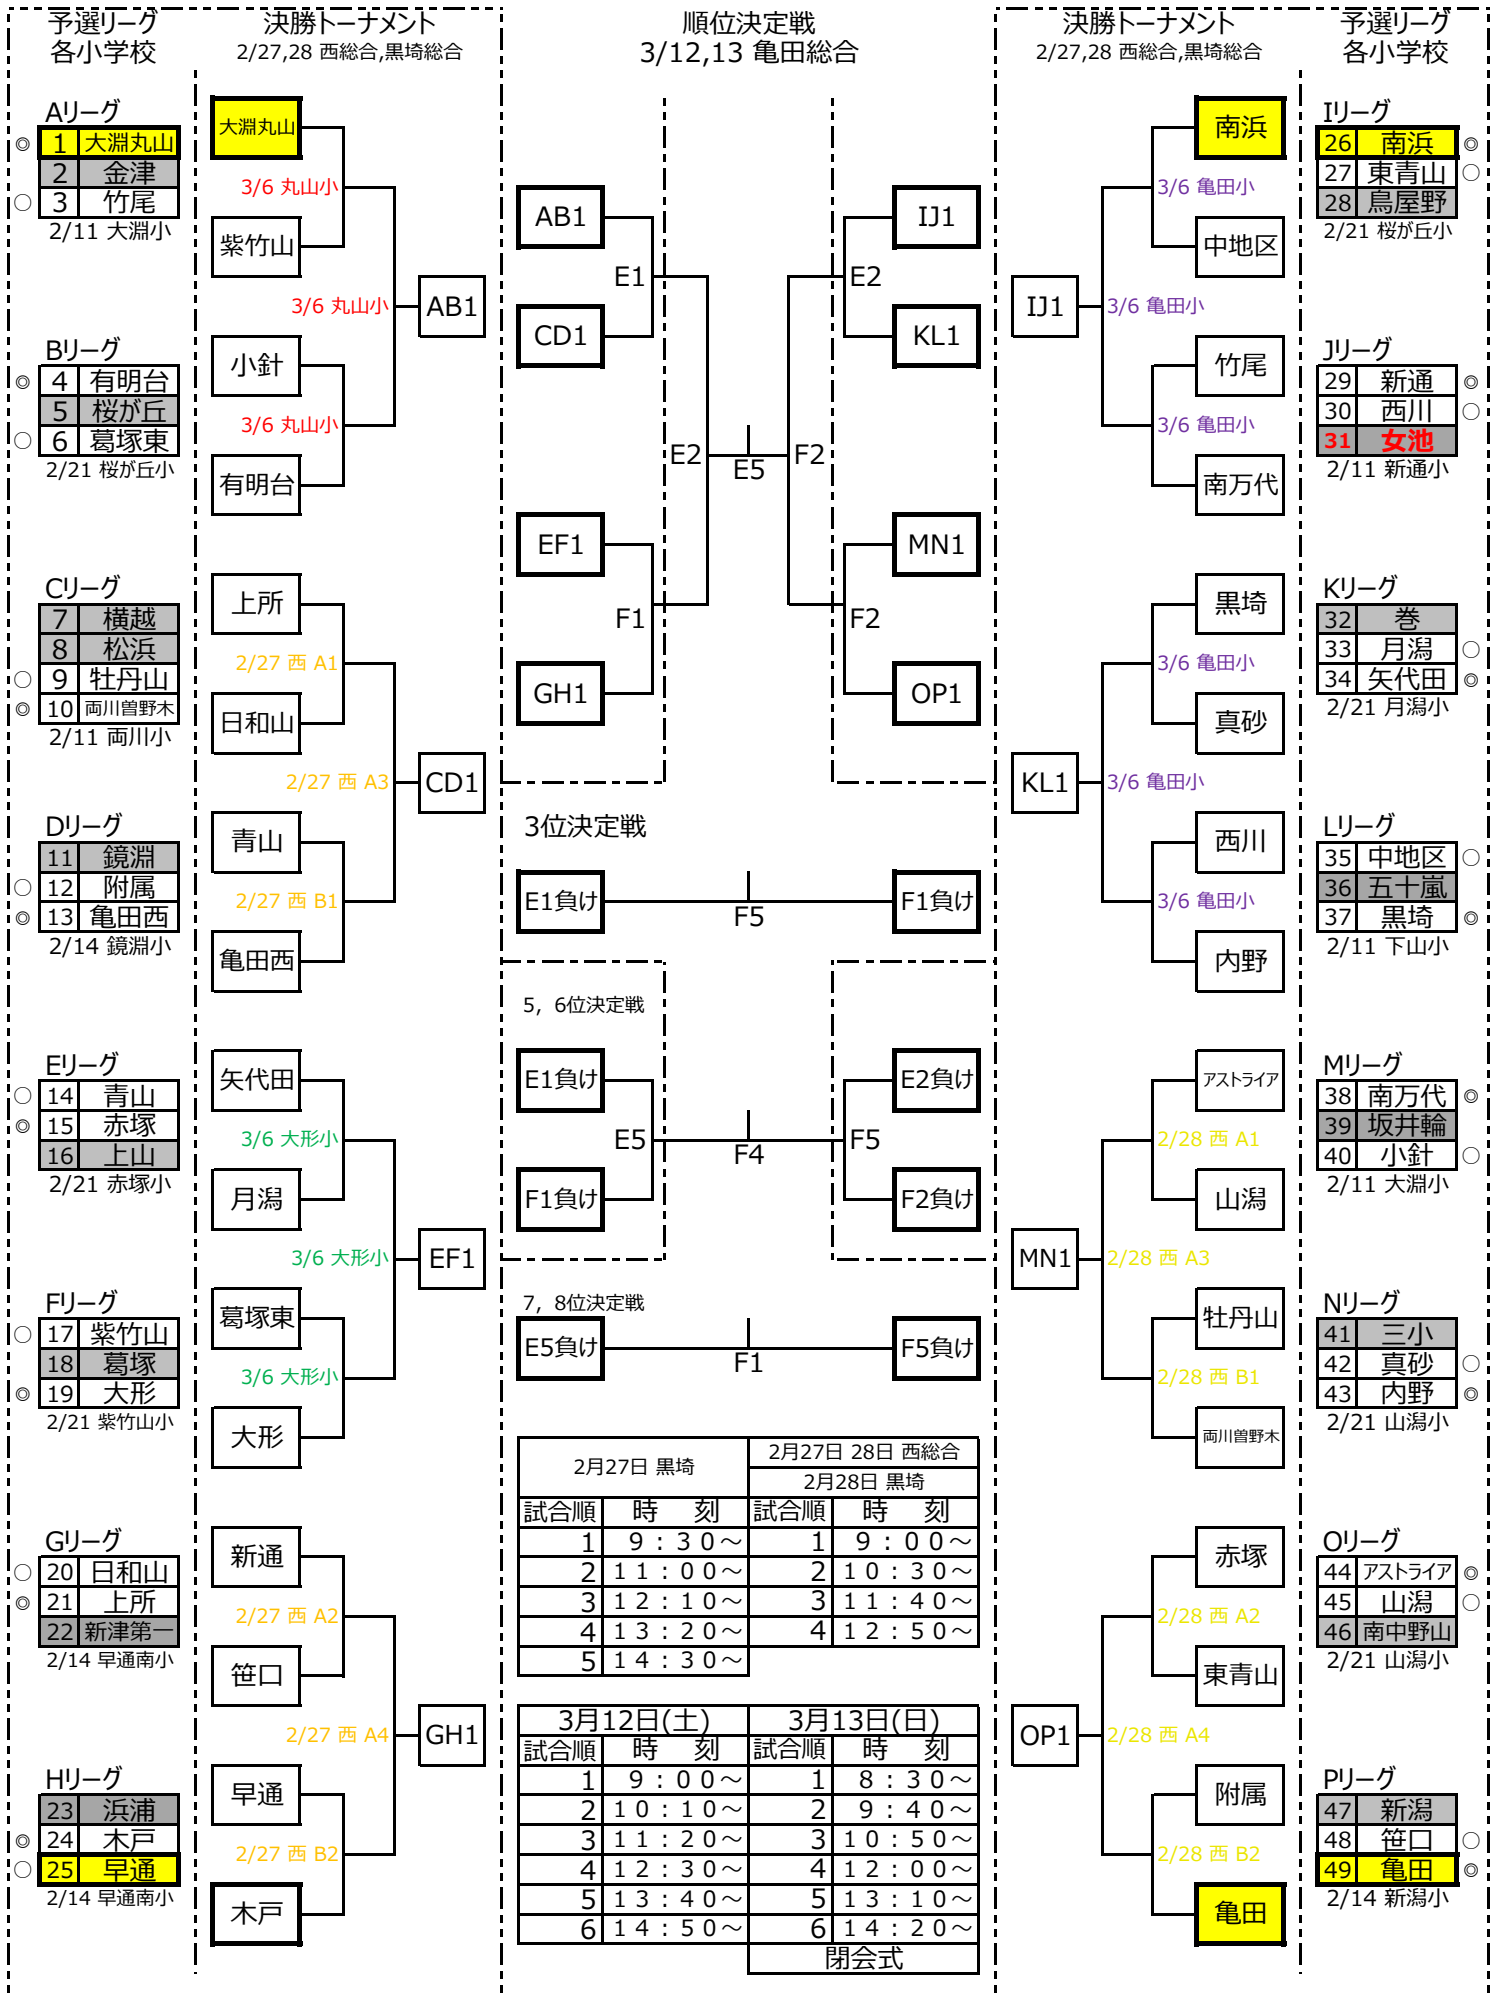 予選リーグ
各小学校
Aリーグ
◎ 1 大淵丸山
2 金津
○ 3 竹尾
2/11 大淵小
Bリーグ
◎ 4 有明台
5 桜が丘
○ 6 葛塚東
2/21 桜が丘小
Cリーグ
7 横越
8 松浜
○ 9 牡丹山
◎ 10 両川曽野木
2/11 両川小
Dリーグ
11 鏡淵
○ 12 附属
◎ 13 亀田西
2/14 鏡淵小
Eリーグ
○ 14 青山
◎ 15 赤塚
16 上山
2/21 赤塚小
Fリーグ
○ 17 紫竹山
18 葛塚
◎ 19 大形
2/21 紫竹山小
Gリーグ
○ 20 日和山
◎ 21 上所
22 新津第一
2/14 早通南小
Hリーグ
23 浜浦
◎ 24 木戸
○ 25 早通
2/14 早通南小
決勝トーナメント
2/27,28 西総合,黒埼総合
大淵丸山
3/6 丸山小
紫竹山
3/6 丸山小
AB1
小針
3/6 丸山小
有明台
上所
2/27 西 A1
日和山
2/27 西 A3
CD1
青山
2/27 西 B1
亀田西
矢代田
3/6 大形小
月潟
3/6 大形小
EF1
葛塚東
3/6 大形小
大形
新通
2/27 西 A2
笹口
2/27 西 A4
GH1
早通
2/27 西 B2
木戸
順位決定戦
3/12,13 亀田総合
AB1
IJ1
E1
E2
CD1
KL1
E2
E5
F2
EF1
MN1
F1
F2
GH1
OP1
3位決定戦
E1負け
F5
F1負け
5，6位決定戦
E1負け
E2負け
E5
F4
F5
F1負け
F2負け
7，8位決定戦
E5負け
F1
F5負け
2月27日 黒埼
2月27日 28日 西総合
2月28日 黒埼
試合順 時 刻 試合順 時 刻
1 ９：３０～ 1 ９：００～
2 １１：００～ 2 １０：３０～
3 １２：１０～ 3 １１：４０～
4 １３：２０～ 4 １２：５０～
5 １４：３０～
3月12日(土) 3月13日(日)
試合順 時 刻 試合順 時 刻
1 ９：００～ 1 ８：３０～
2 １０：１０～ 2 ９：４０～
3 １１：２０～ 3 １０：５０～
4 １２：３０～ 4 １２：００～
5 １３：４０～ 5 １３：１０～
6 １４：５０～ 6 １４：２０～
閉会式
決勝トーナメント
2/27,28 西総合,黒埼総合
南浜
3/6 亀田小
中地区
IJ1
3/6 亀田小
竹尾
3/6 亀田小
南万代
黒埼
3/6 亀田小
真砂
KL1
3/6 亀田小
西川
3/6 亀田小
内野
アストライア
2/28 西 A1
山潟
MN1
2/28 西 A3
牡丹山
2/28 西 B1
両川曽野木
赤塚
2/28 西 A2
東青山
OP1
2/28 西 A4
附属
2/28 西 B2
亀田
予選リーグ
各小学校
Iリーグ
26 南浜 ◎
27 東青山 ○
28 鳥屋野
2/21 桜が丘小
Jリーグ
29 新通 ◎
30 西川 ○
31 女池
2/11 新通小
Kリーグ
32 巻
33 月潟 ○
34 矢代田 ◎
2/21 月潟小
Lリーグ
35 中地区 ○
36 五十嵐
37 黒埼 ◎
2/11 下山小
Mリーグ
38 南万代 ◎
39 坂井輪
40 小針 ○
2/11 大淵小
Nリーグ
41 三小
42 真砂 ○
43 内野 ◎
2/21 山潟小
Oリーグ
44 アストライア ◎
45 山潟 ○
46 南中野山
2/21 山潟小
Pリーグ
47 新潟
48 笹口 ○
49 亀田 ◎
2/14 新潟小